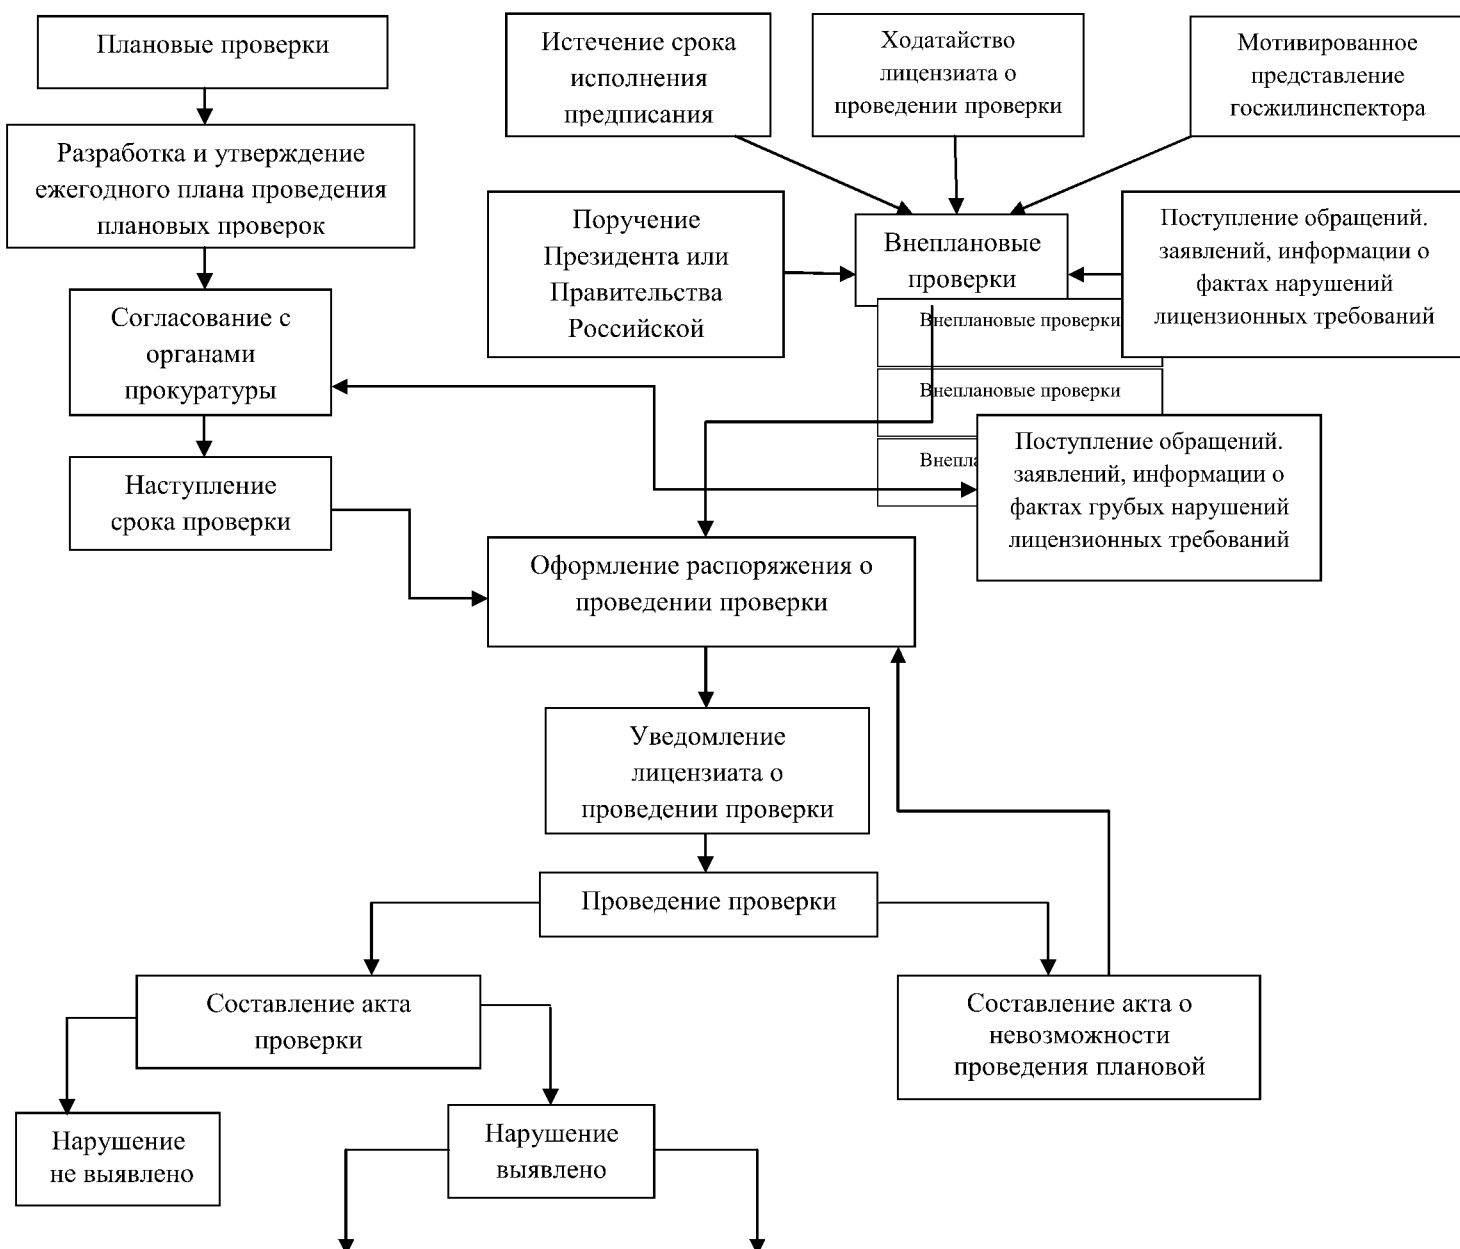 Плановые проверки
Истечение срока
исполнения
предписания
Ходатайство
лицензиата о
проведении проверки
Мотивированное
представление
госжилинспектора
Разработка и утверждение
ежегодного плана проведения
плановых проверок
Поручение
Президента или
Правительства
Российской
Внеплановые
проверки
Поступление обращений.
заявлений, информации о
фактах нарушений
лицензионных требований
Внеплановые проверки
Согласование с
органами
прокуратуры
Внеплановые проверки
Внепла
Поступление обращений.
заявлений, информации о
фактах грубых нарушений
лицензионных требований
Наступление
срока проверки
Оформление распоряжения о
проведении проверки
Уведомление
лицензиата о
проведении проверки
Проведение проверки
Составление акта
проверки
Составление акта о
невозможности
проведения плановой
Нарушение
не выявлено
Нарушение
выявлено